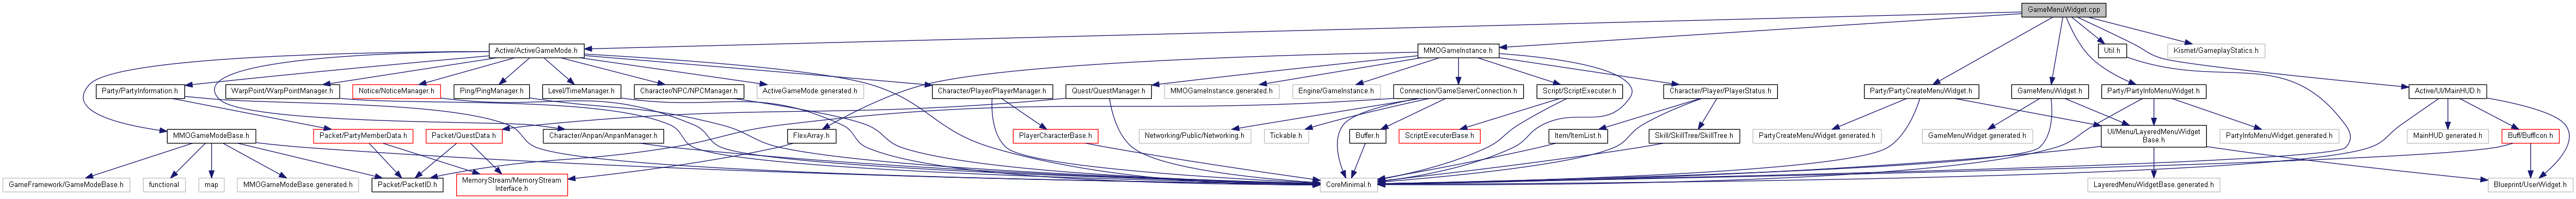 GameMenuWidget.cpp
Active/ActiveGameMode.h
MMOGameInstance.h
Util.h
Kismet/GameplayStatics.h
Party/PartyInformation.h
WarpPoint/WarpPointManager.h
Notice/NoticeManager.h
Ping/PingManager.h
Level/TimeManager.h
Character/NPC/NPCManager.h
ActiveGameMode.generated.h
Character/Player/PlayerManager.h
Quest/QuestManager.h
MMOGameInstance.generated.h
Engine/GameInstance.h
Connection/GameServerConnection.h
Script/ScriptExecuter.h
Character/Player/PlayerStatus.h
Party/PartyCreateMenuWidget.h
GameMenuWidget.h
Party/PartyInfoMenuWidget.h
Active/UI/MainHUD.h
MMOGameModeBase.h
Packet/PartyMemberData.h
Packet/QuestData.h
Character/Anpan/AnpanManager.h
FlexArray.h
PlayerCharacterBase.h
Networking/Public/Networking.h
Tickable.h
Buffer.h
ScriptExecuterBase.h
Item/ItemList.h
Skill/SkillTree/SkillTree.h
PartyCreateMenuWidget.generated.h
GameMenuWidget.generated.h
UI/Menu/LayeredMenuWidget
Base.h
PartyInfoMenuWidget.generated.h
MainHUD.generated.h
Buff/BuffIcon.h
GameFramework/GameModeBase.h
functional
map
MMOGameModeBase.generated.h
Packet/PacketID.h
MemoryStream/MemoryStream
Interface.h
CoreMinimal.h
LayeredMenuWidgetBase.generated.h
Blueprint/UserWidget.h